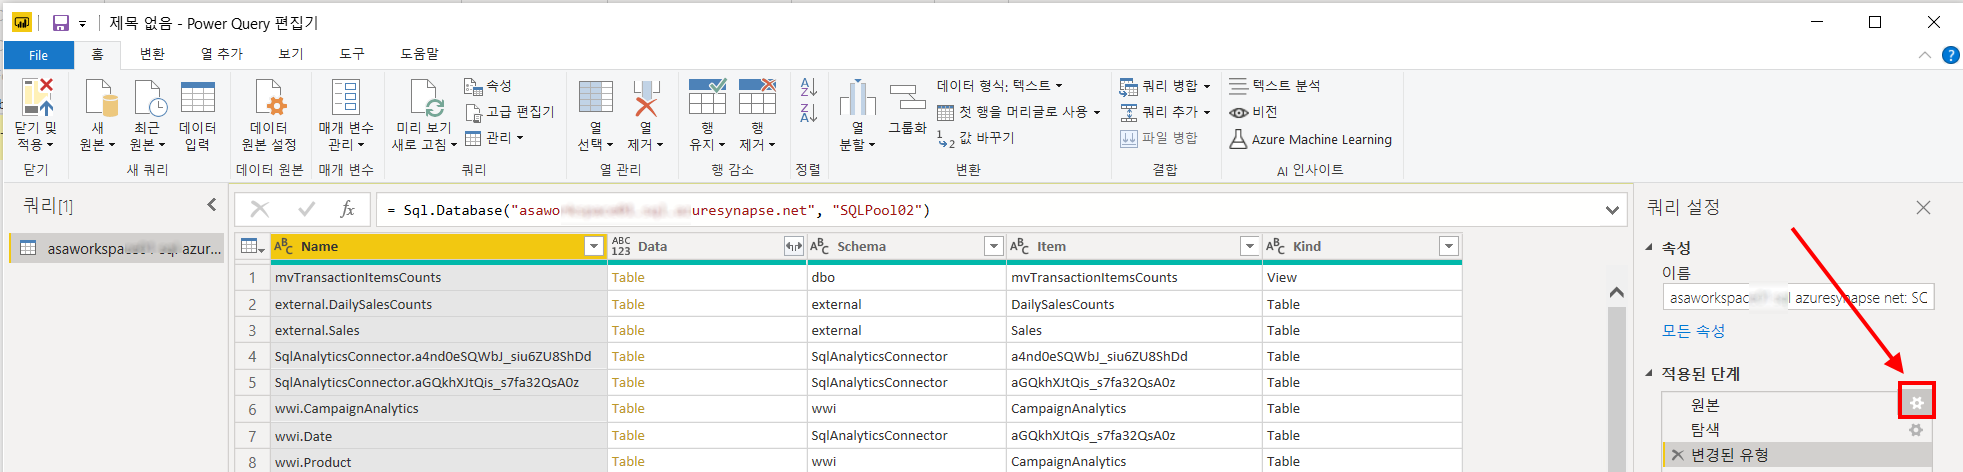 제목 없음 - Power Query 편집기
File 홈 변환 열 추가 보기 도구 도움말
닫기 및 적용
새 원본
최근 원본
데이터 입력
데이터 원본 설정
매개 변수 관리
미리 보기 새로 고침
속성
고급 편집기
관리
열 선택
열 제거
행 유지
행 제거
열 분할
그룹화
데이터 형식: 텍스트
첫 행을 머리글로 사용
값 바꾸기
쿼리 병합
쿼리 추가
파일 병합
텍스트 분석
비전
Azure Machine Learning
닫기 새 쿼리 데이터 원본 매개 변수 쿼리 열 관리 행 감소 정렬 변환 결합 AI 인사이트
쿼리[1]
asaworkspa azur...
fx = Sql.Database("asawo uresynapse.net", "SQLPool02")
ABC Name ABC 123 Data ABC Schema ABC Item ABC Kind
1 mvTransactionItemsCounts Table dbo mvTransactionItemsCounts View
2 external.DailySalesCounts Table external DailySalesCounts Table
3 external.Sales Table external Sales Table
4 SqlAnalyticsConnector.a4nd0eSQWbJ_siu6ZU8ShDd Table SqlAnalyticsConnector a4nd0eSQWbJ_siu6ZU8ShDd Table
5 SqlAnalyticsConnector.aGQkhXJtQis_s7fa32QsA0z Table SqlAnalyticsConnector aGQkhXJtQis_s7fa32QsA0z Table
6 wwi.CampaignAnalytics Table wwi CampaignAnalytics Table
7 wwi.Date Table SqlAnalyticsConnector aGQkhXJtQis_s7fa32QsA0z Table
8 wwi.Product Table wwi CampaignAnalytics Table
쿼리 설정
속성
이름
asaworkspac l azuresynapse net: SC
모든 속성
적용된 단계
원본
탐색
변경된 유형